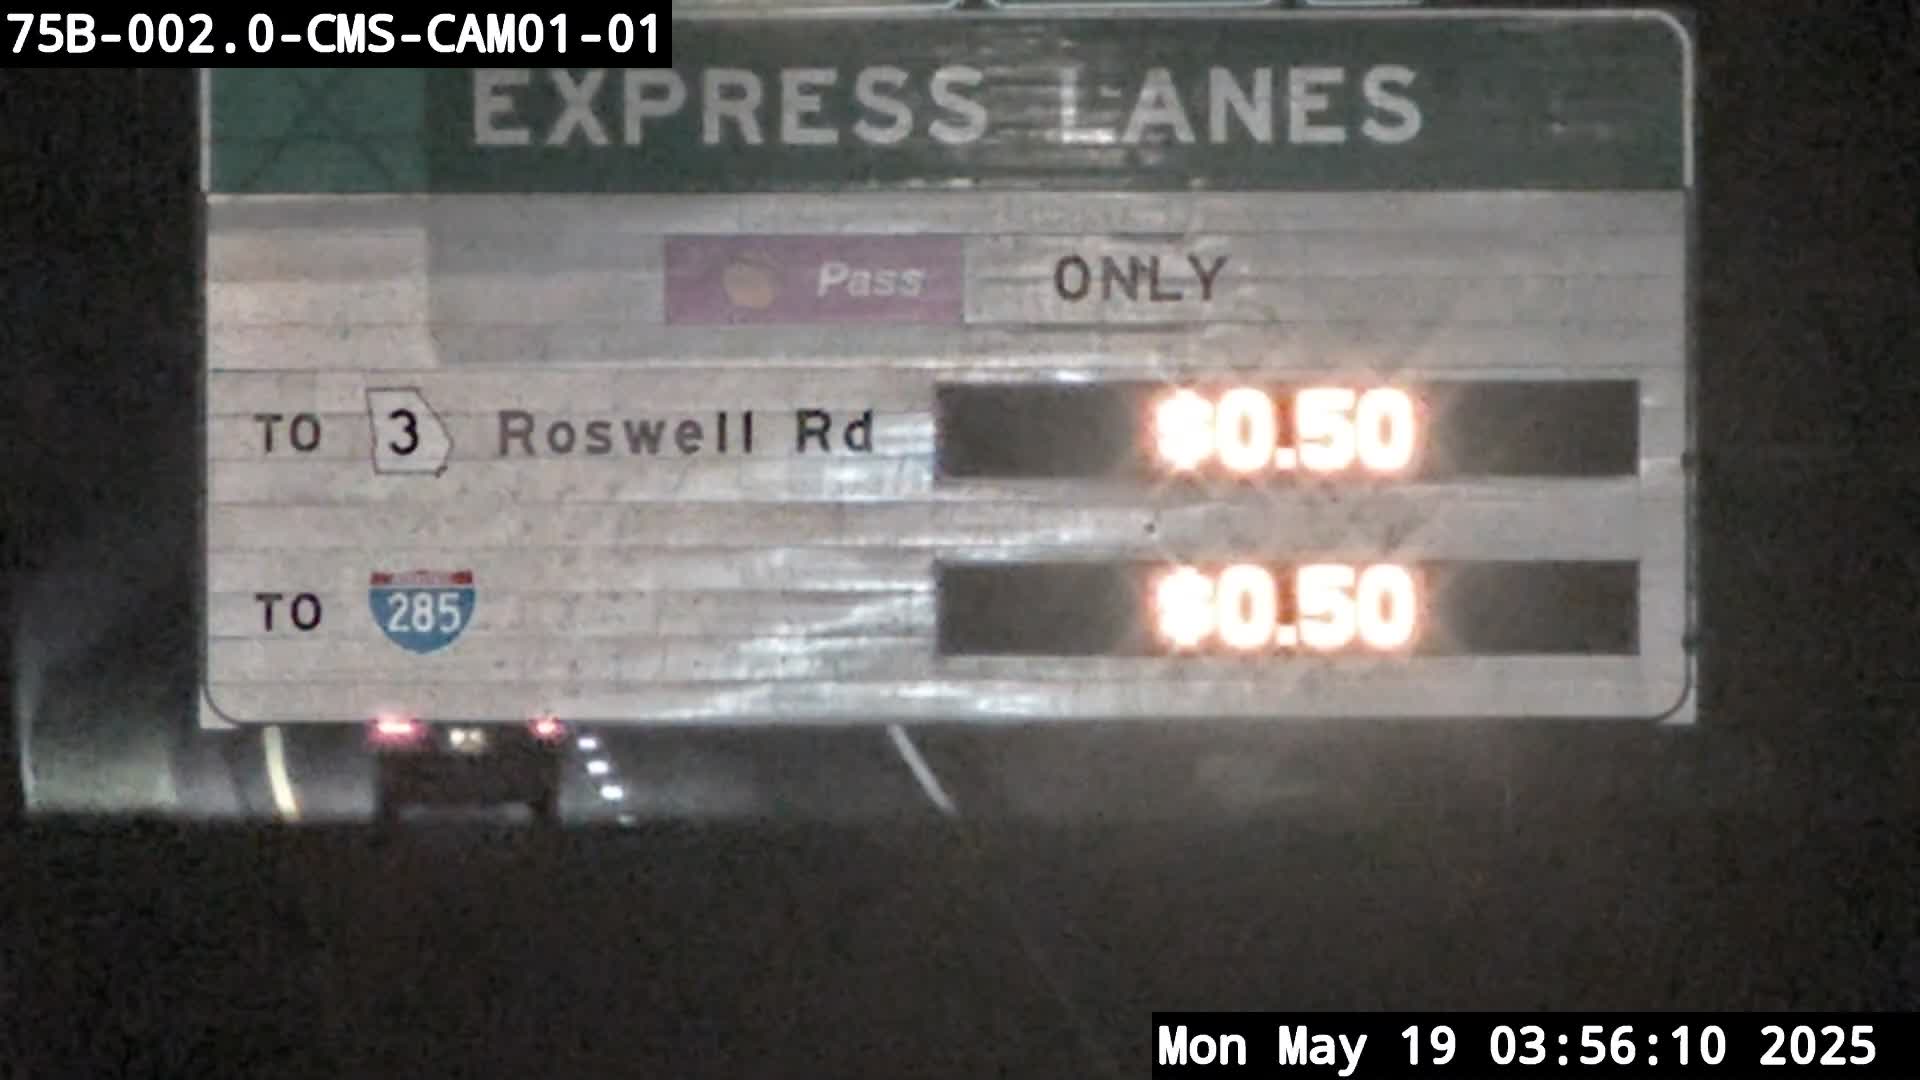 75B-002.0-CMS-CAM01-01
EXPRESS LANES
Pass ONLY
TO 3 Roswell Rd $0.50
TO 285 $0.50
Mon May 19 03:56:10 2025